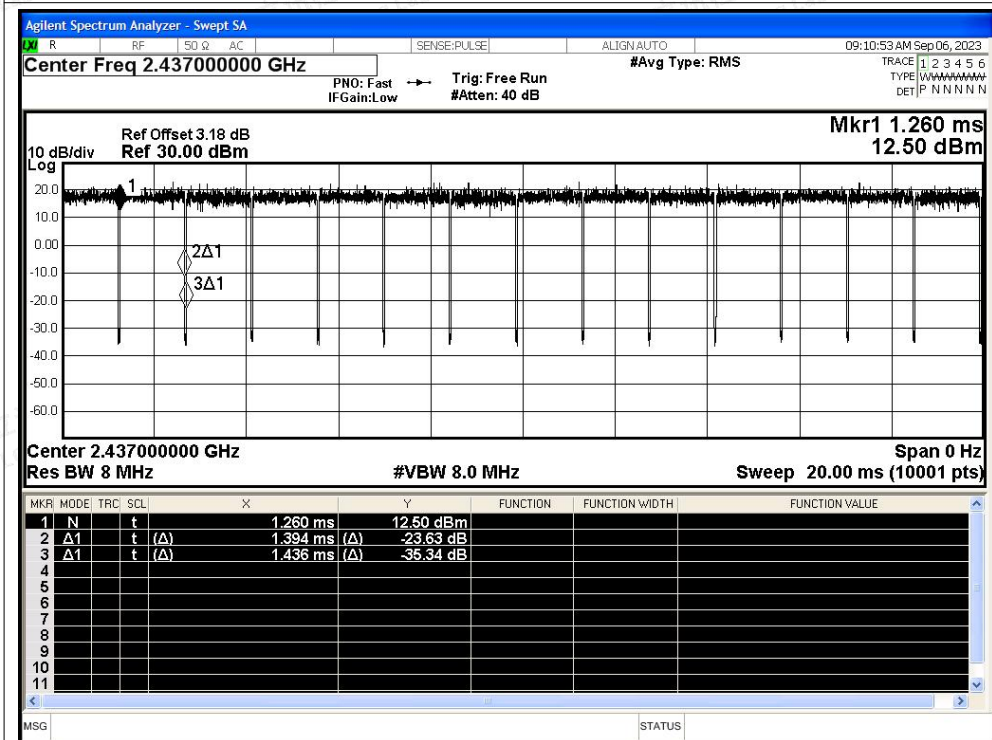 Agilent Spectrum Analyzer - Swept SA
LXI R RF 50 Ω AC SENSE:PULSE ALIGN AUTO 09:10:53 AM Sep 06, 2023
Center Freq 2.437000000 GHz
PNO: Fast
IFGain:Low
Trig: Free Run
#Atten: 40 dB
#Avg Type: RMS
TRACE 1 2 3 4 5 6
TYPE W
DET P N N N N N
Mkr1 1.260 ms
12.50 dBm
Ref Offset 3.18 dB
10 dB/div Ref 30.00 dBm
Log
20.0
10.0
0.00
-10.0
-20.0
-30.0
-40.0
-50.0
-60.0
1
2Δ1
3Δ1
Center 2.437000000 GHz Span 0 Hz
Res BW 8 MHz #VBW 8.0 MHz Sweep 20.00 ms (10001 pts)
MKR MODE TRC SCL X Y FUNCTION FUNCTION WIDTH FUNCTION VALUE
1 N t 1.260 ms 12.50 dBm
2 Δ1 t (Δ) 1.394 ms (Δ) -23.63 dB
3 Δ1 t (Δ) 1.436 ms (Δ) -35.34 dB
4
5
6
7
8
9
10
11
MSG STATUS